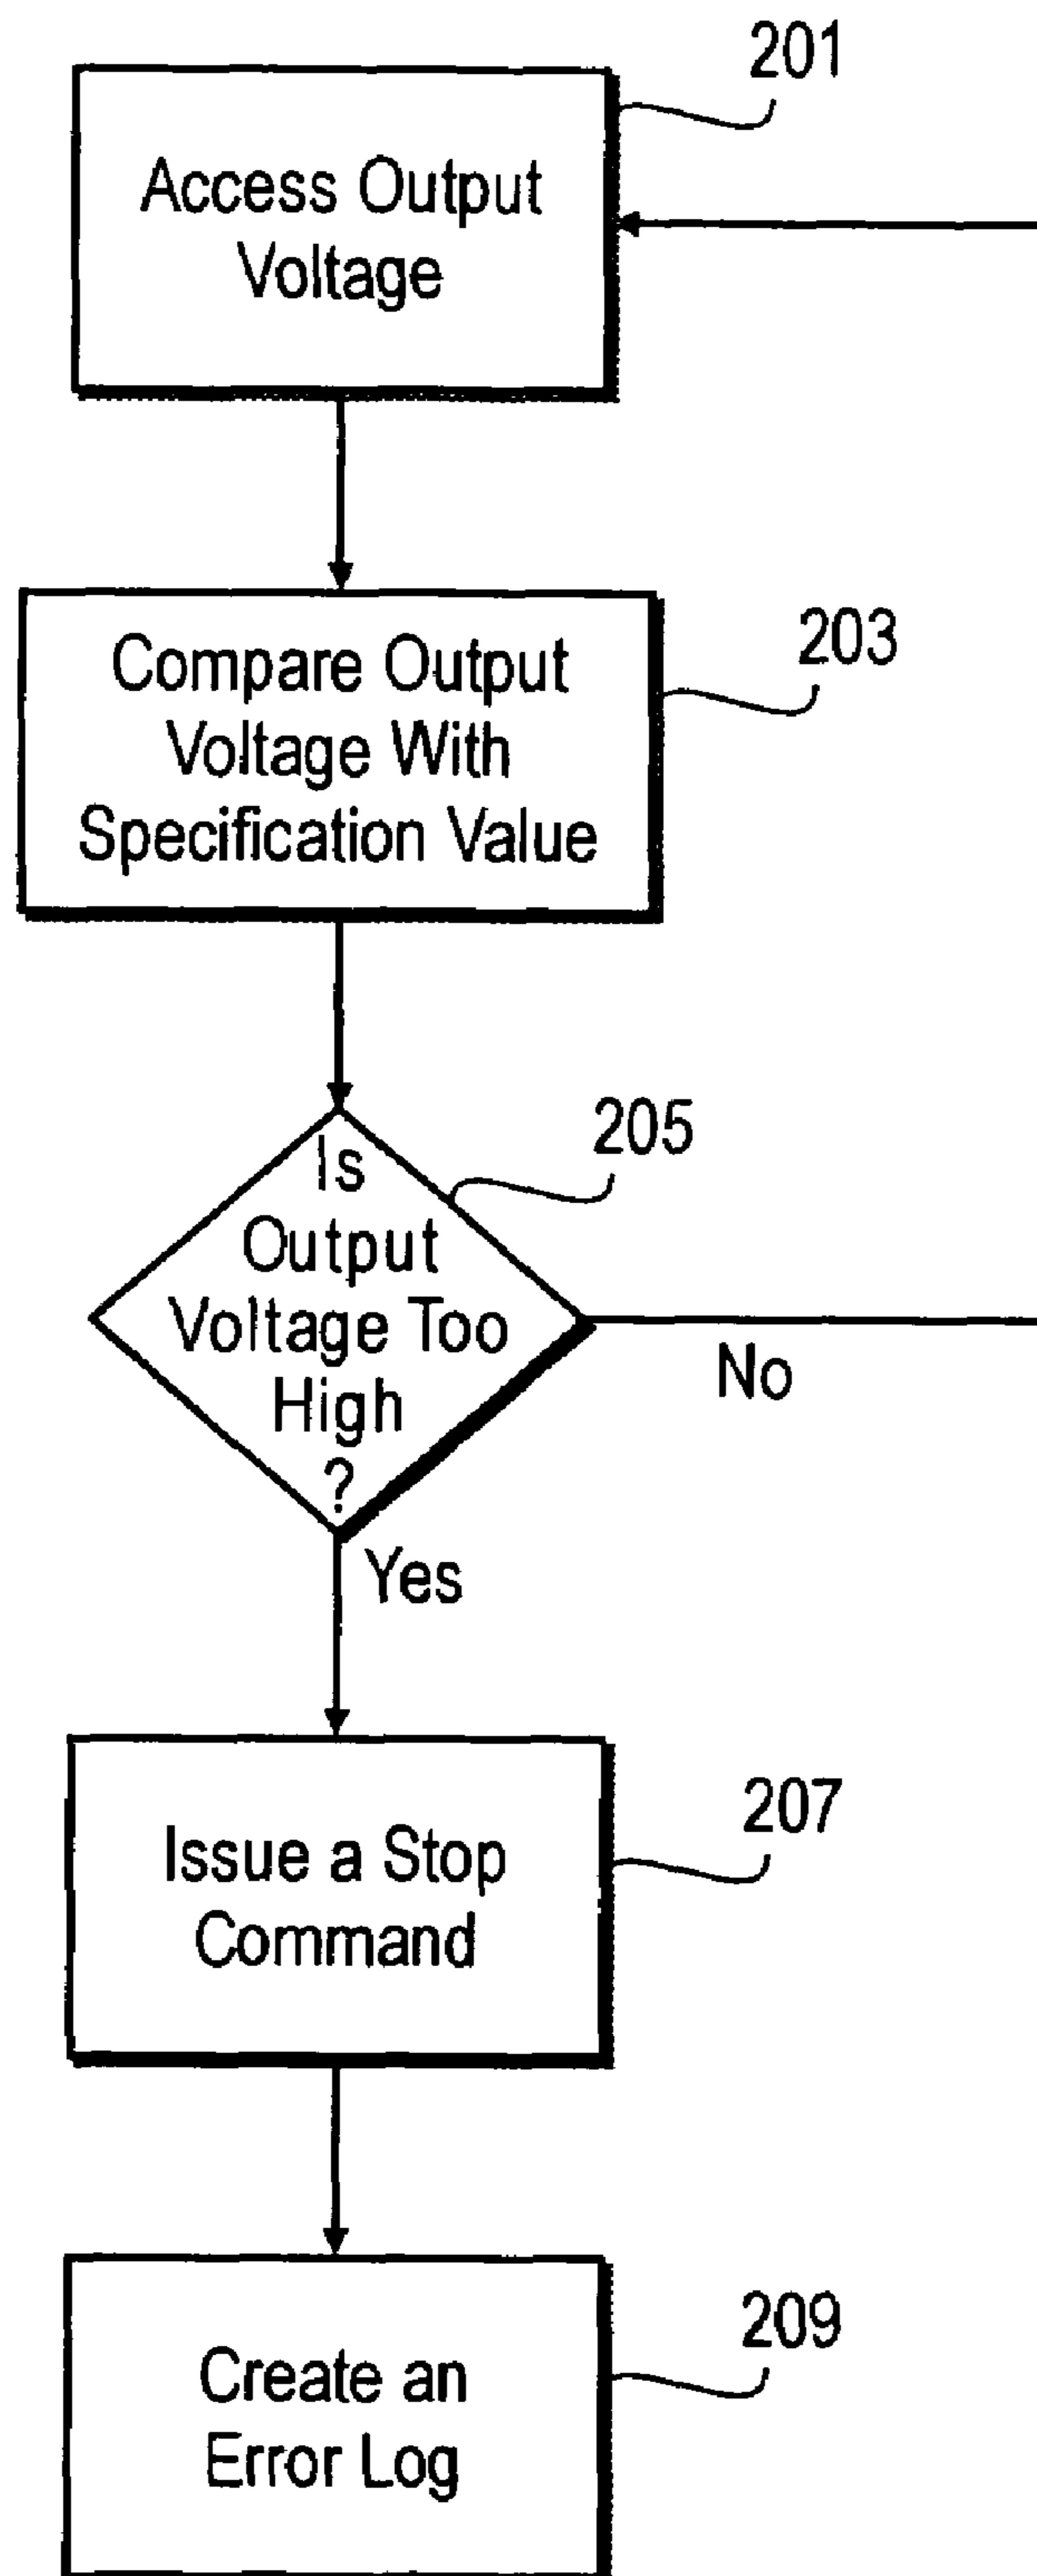 201
Access Output
Voltage
203
Compare Output
Voltage With
Specification Value
205
Is
Output
Voltage Too
High
?
No
Yes
207
Issue a Stop
Command
209
Create an
Error Log